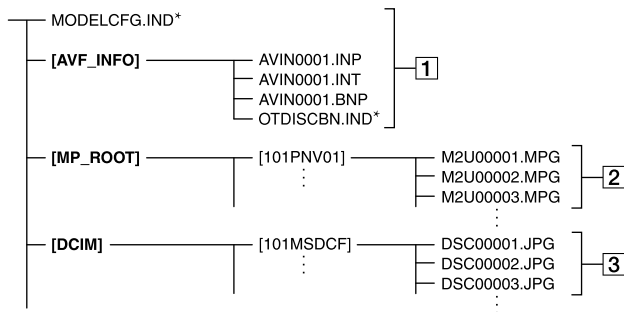 MODELCFG.IND*
[AVF_INFO] AVIN0001.INP
AVIN0001.INT
1
AVIN0001.BNP
OTDISCBN.IND*
[MP_ROOT] [101PNV01] M2U00001.MPG
M2U00002.MPG
2
M2U00003.MPG
[DCIM] [101MSDCF] DSC00001.JPG
DSC00002.JPG
3
DSC00003.JPG